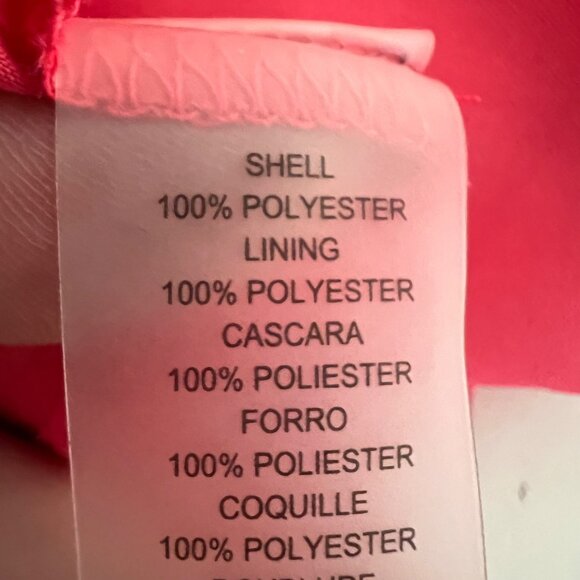 SHELL
100% POLYESTER
LINING
100% POLYESTER
CASCARA
100% POLIESTER
FORRO
100% POLIESTER
COQUILLE
100% POLYESTER